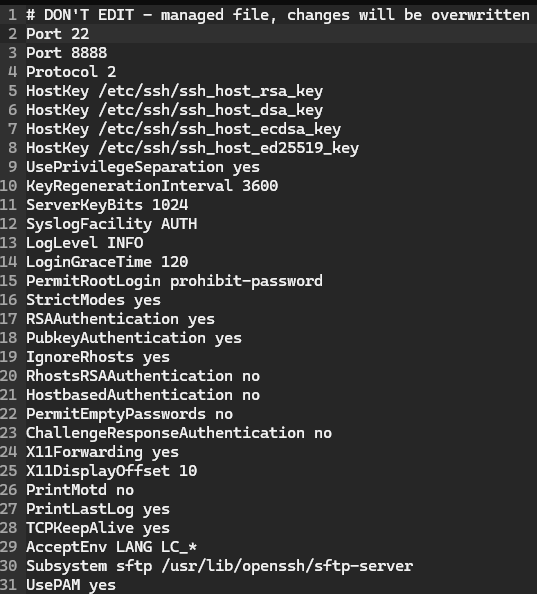 1 # DON'T EDIT - managed file, changes will be overwritten
2 Port 22
3 Port 8888
4 Protocol 2
5 HostKey /etc/ssh/ssh_host_rsa_key
6 HostKey /etc/ssh/ssh_host_dsa_key
7 HostKey /etc/ssh/ssh_host_ecdsa_key
8 HostKey /etc/ssh/ssh_host_ed25519_key
9 UsePrivilegeSeparation yes
10 KeyRegenerationInterval 3600
11 ServerKeyBits 1024
12 SyslogFacility AUTH
13 LogLevel INFO
14 LoginGraceTime 120
15 PermitRootLogin prohibit-password
16 StrictModes yes
17 RSAAuthentication yes
18 PubkeyAuthentication yes
19 IgnoreRhosts yes
20 RhostsRSAAuthentication no
21 HostbasedAuthentication no
22 PermitEmptyPasswords no
23 ChallengeResponseAuthentication no
24 X11Forwarding yes
25 X11DisplayOffset 10
26 PrintMotd no
27 PrintLastLog yes
28 TCPKeepAlive yes
29 AcceptEnv LANG LC_*
30 Subsystem sftp /usr/lib/openssh/sftp-server
31 UsePAM yes